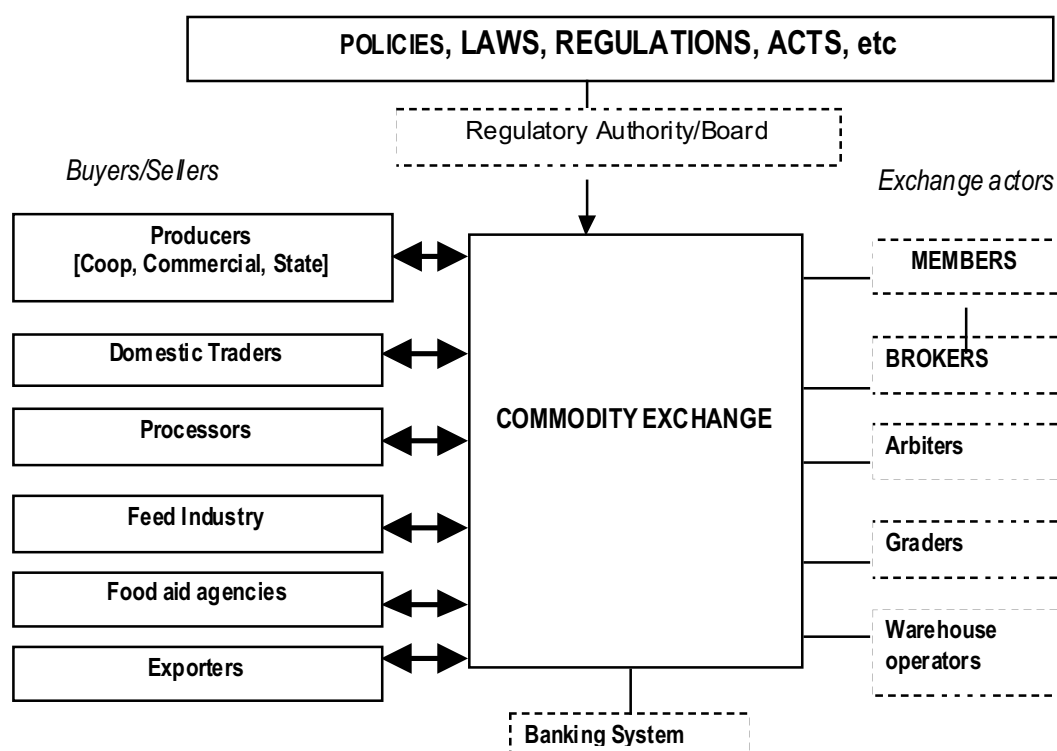 POLICIES, LAWS, REGULATIONS, ACTS, etc
Regulatory Authority/Board
Buyers/Sellers
Exchange actors
Producers
[Coop, Commercial, State]
Domestic Traders
Processors
Feed Industry
Food aid agencies
Exporters
COMMODITY EXCHANGE
MEMBERS
BROKERS
Arbiters
Graders
Warehouse
operators
Banking System